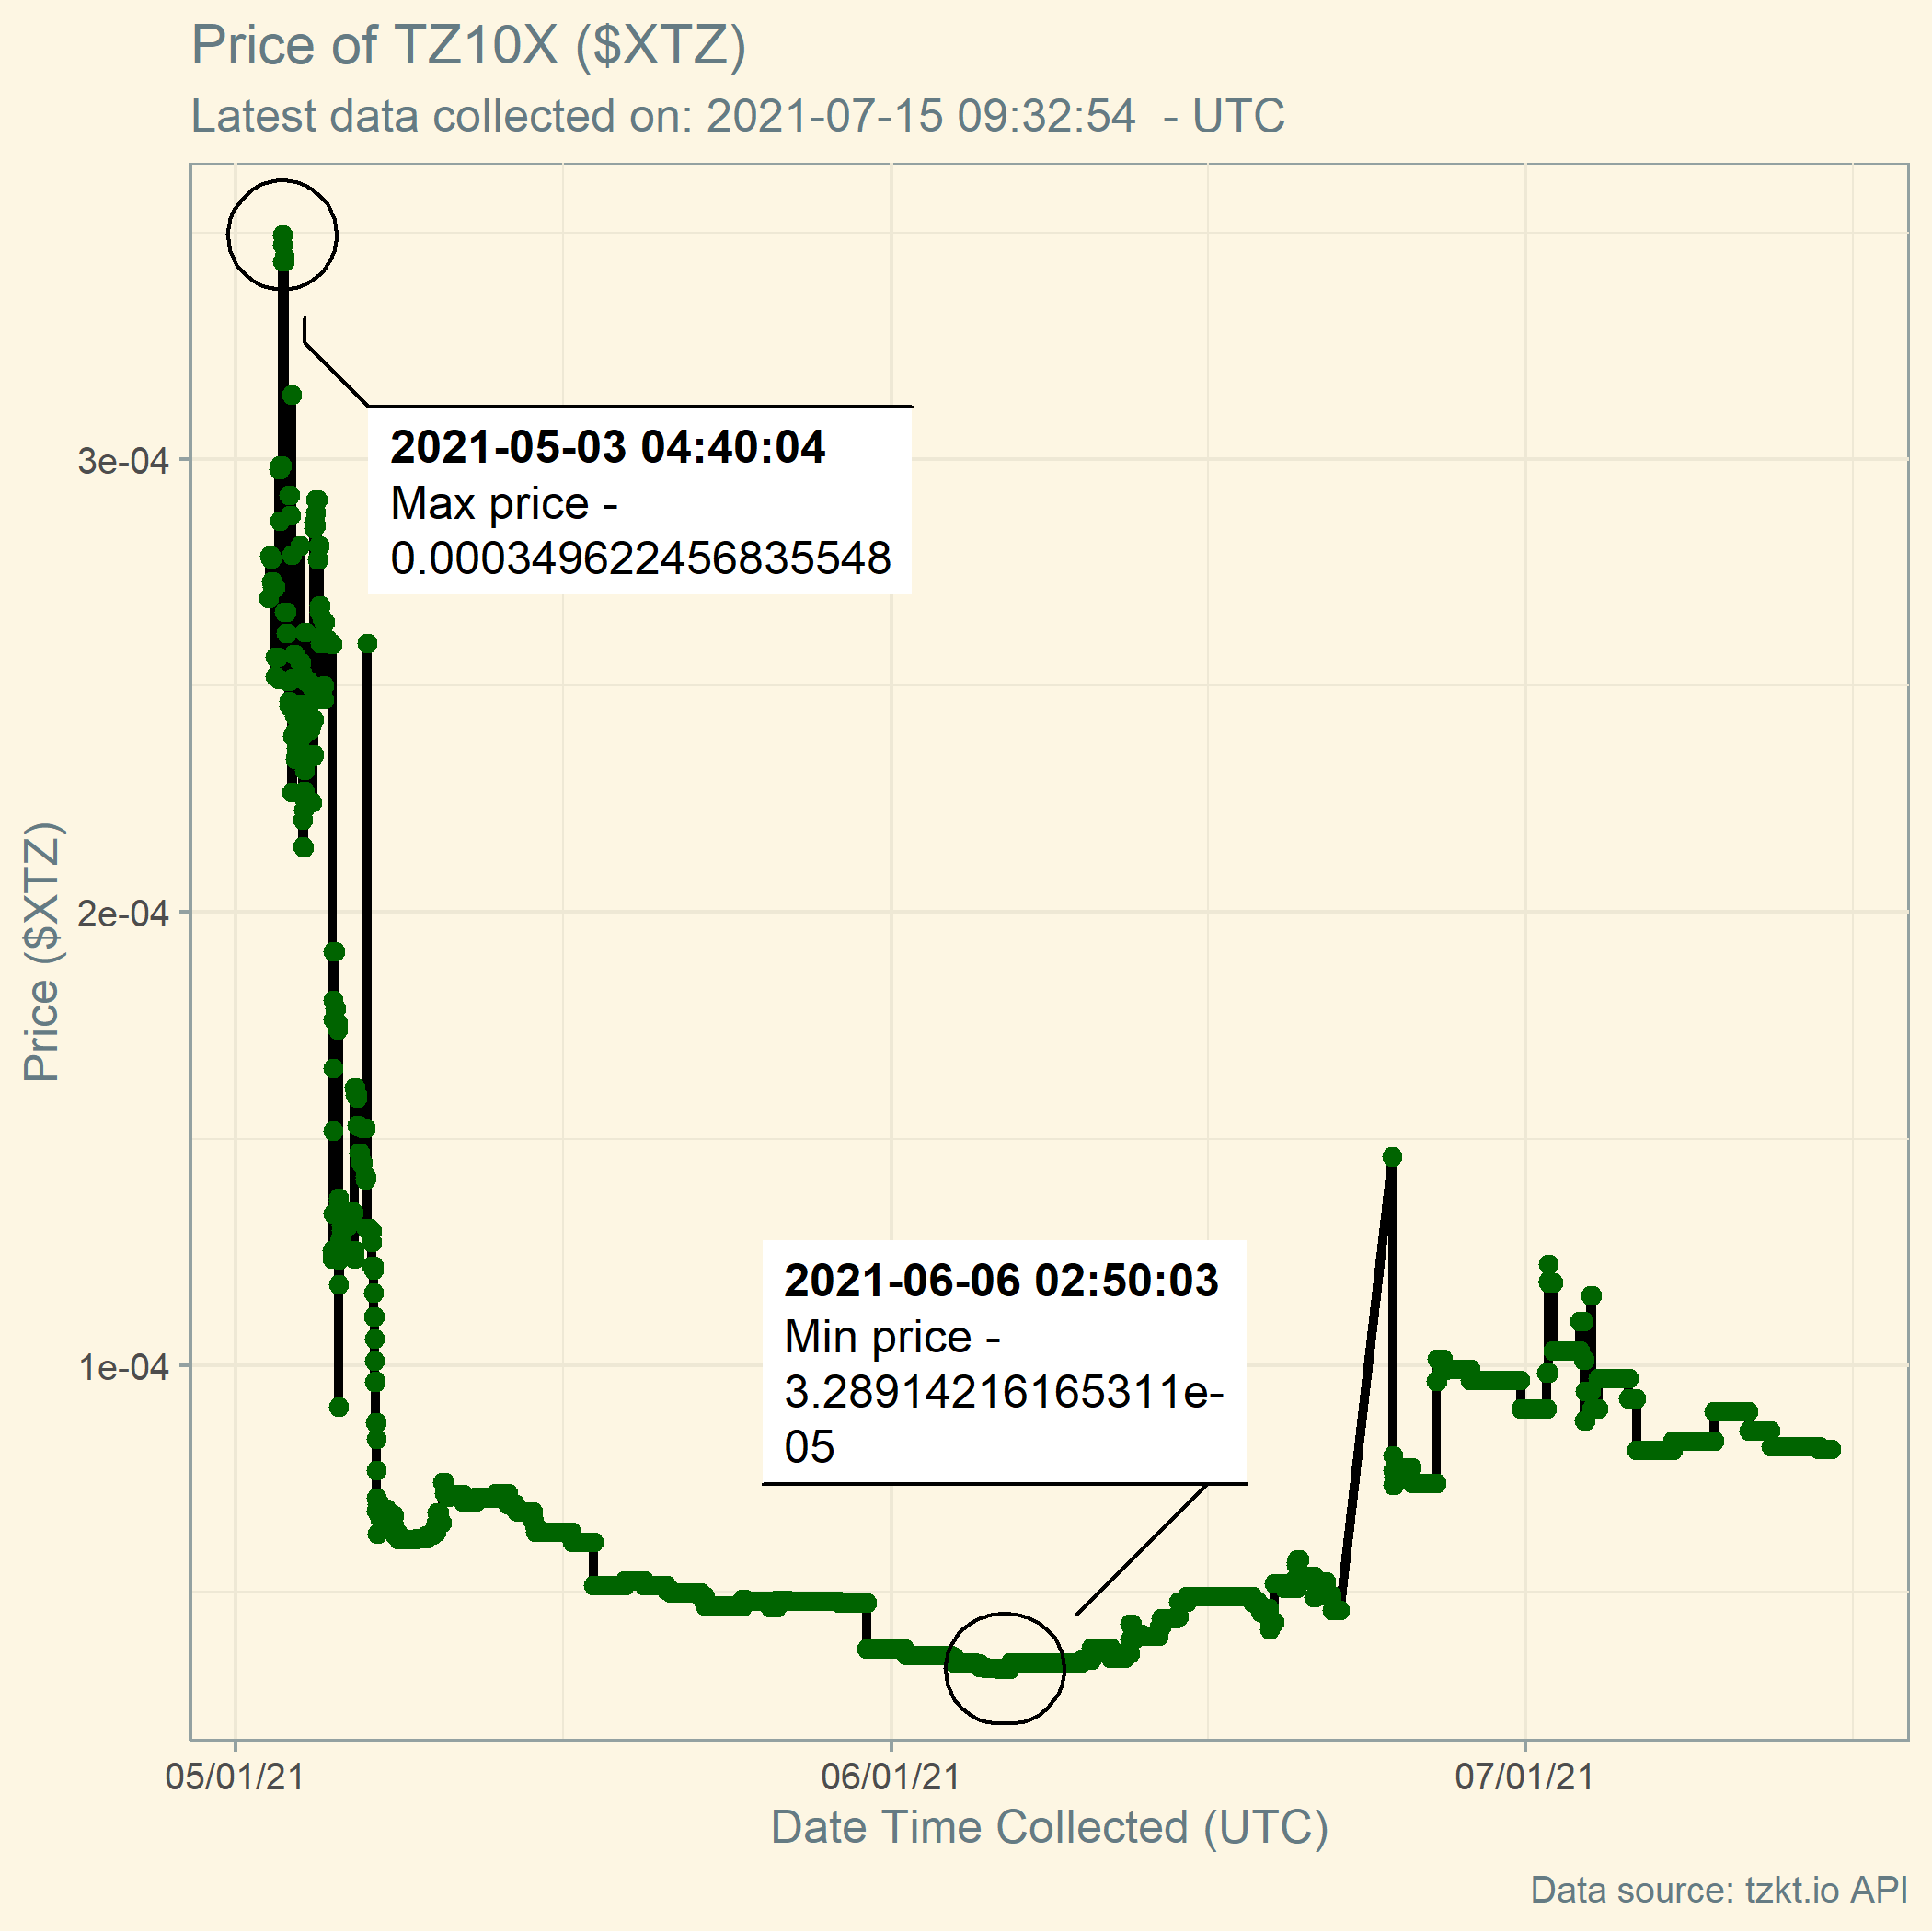 Price of TZ10X ($XTZ)
Latest data collected on: 2021-07-15 09:32:54  - UTC
2021-05-03 04:40:04
Max price -
0.000349622456835548
3e-04
2e-04
Price ($XTZ)
2021-06-06 02:50:03
Min price -
3.28914216165311e-
05
1e-04
05/01/21
06/01/21
07/01/21
Date Time Collected (UTC)
Data source: tzkt.io API